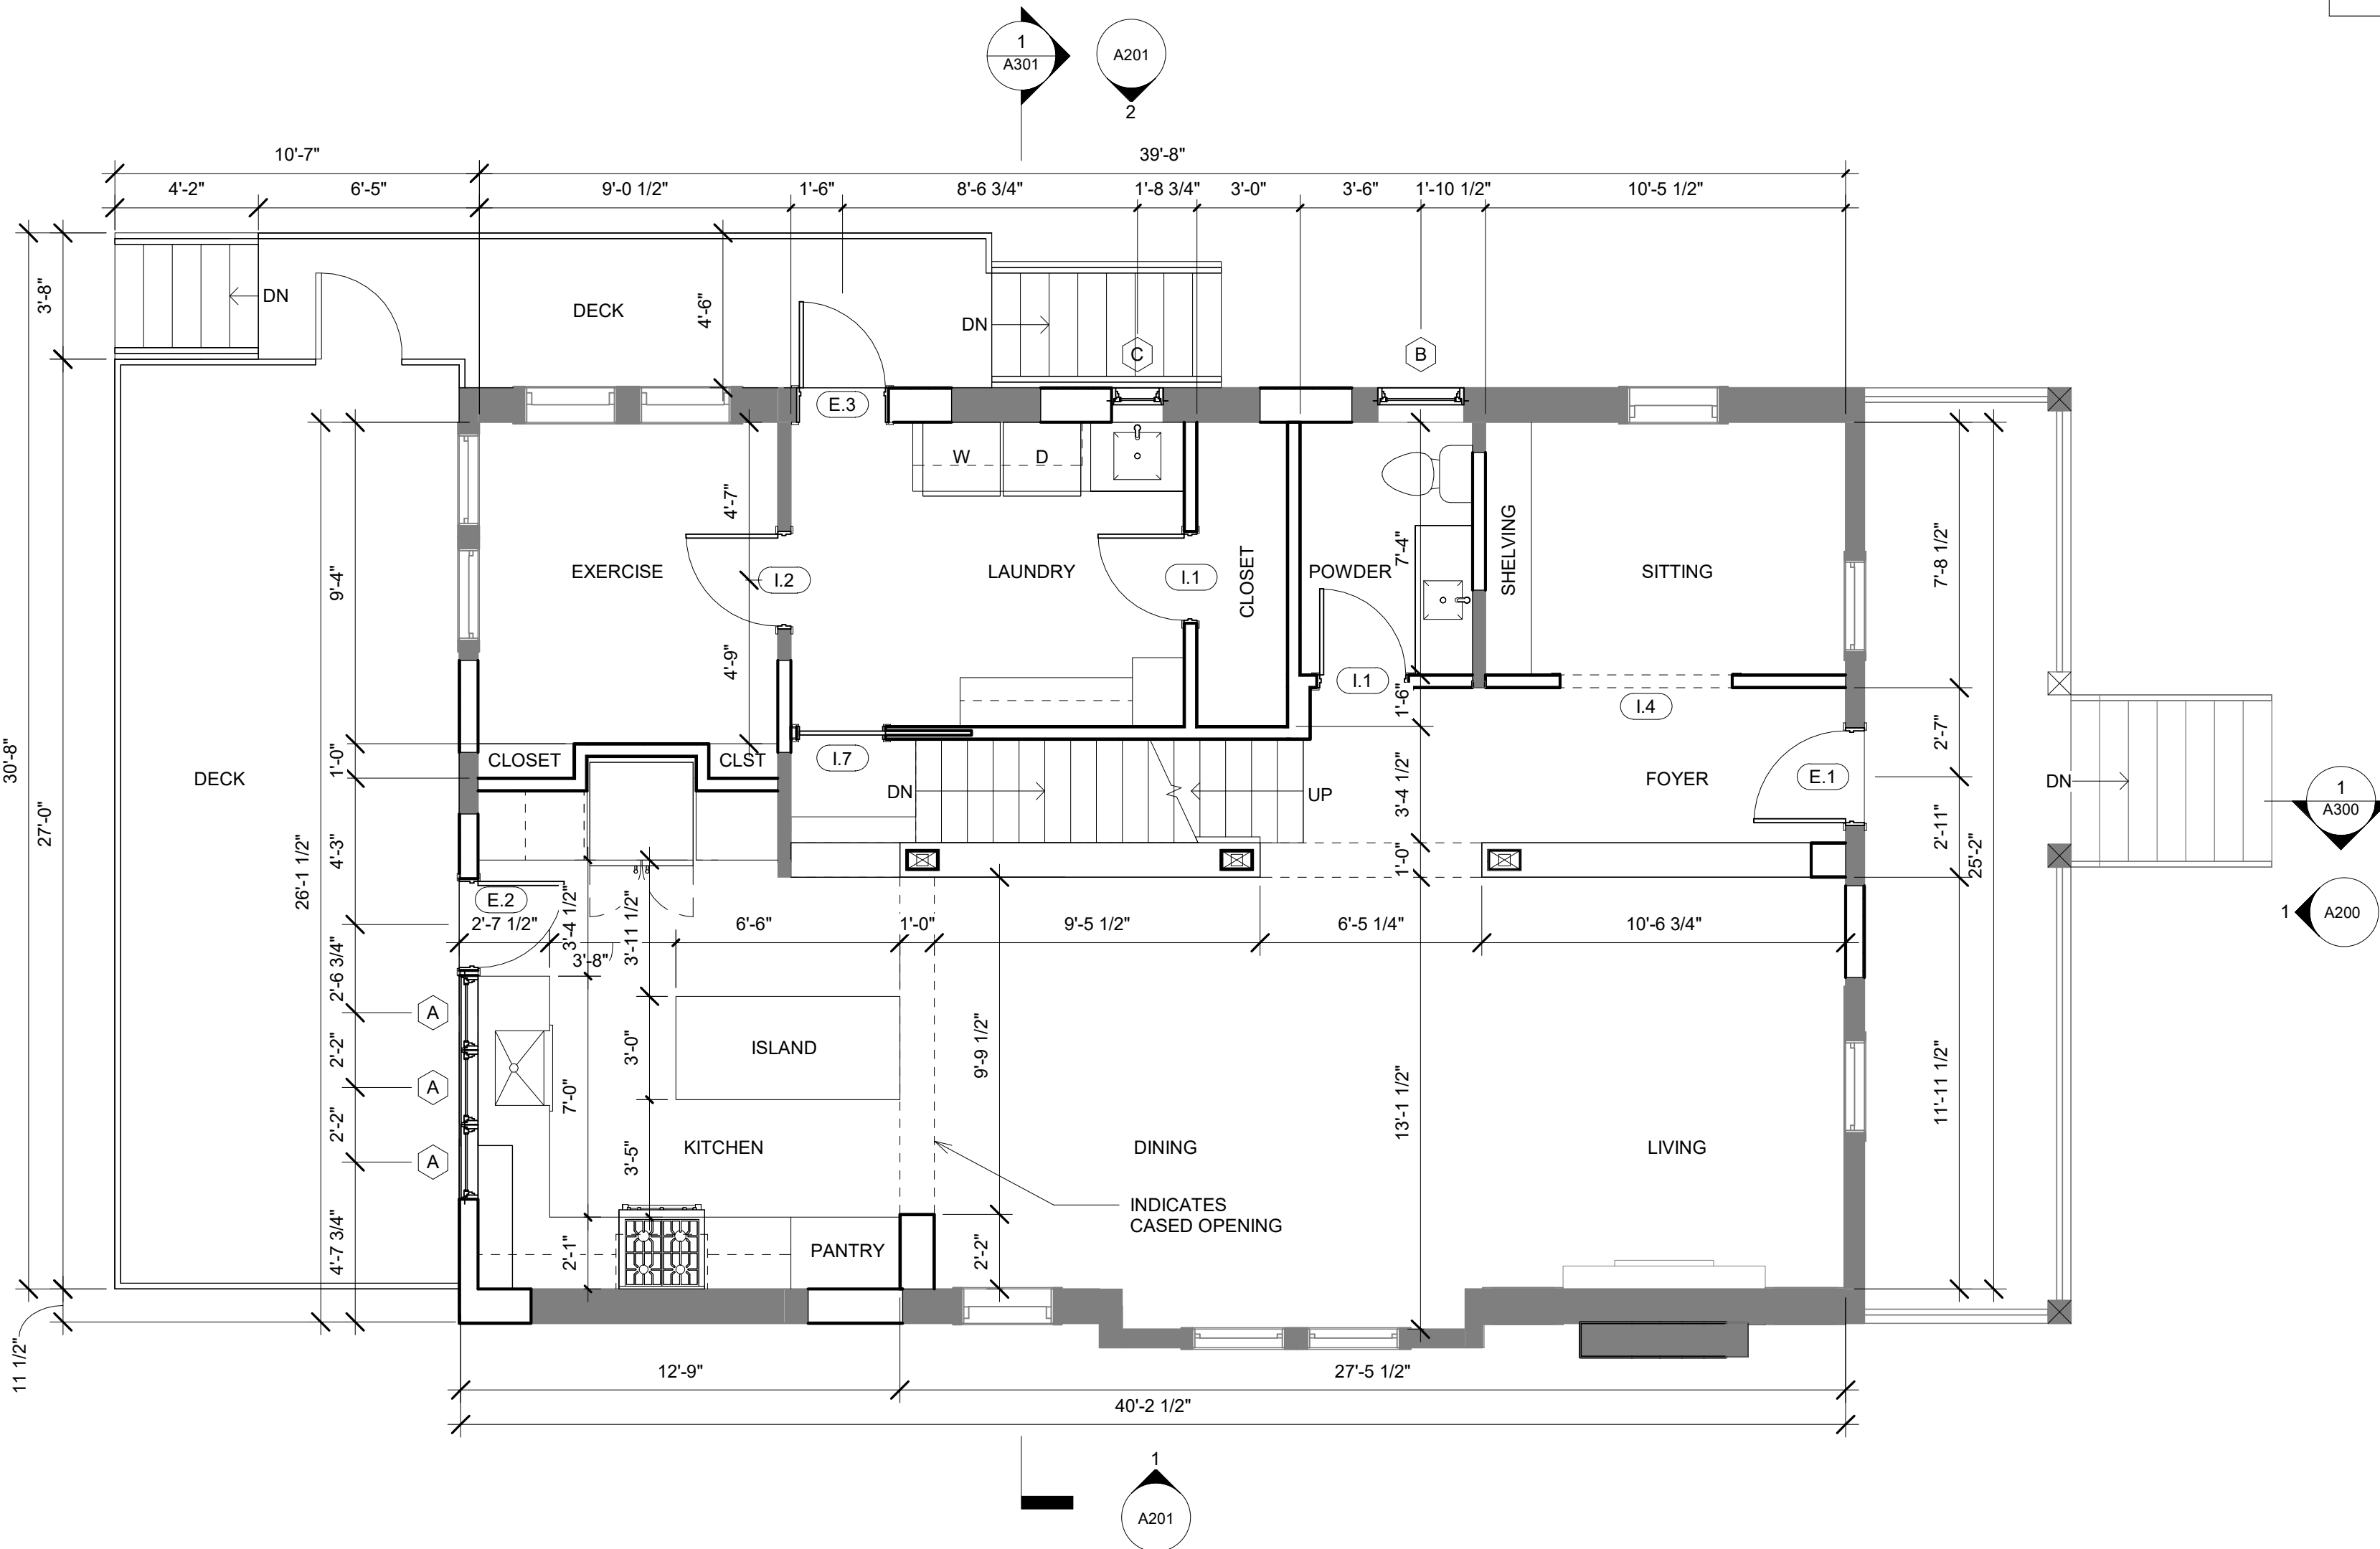 1
A301
A201
2
10'-7"
39'-8"
4'-2"
6'-5"
9'-0 1/2"
1'-6"
8'-6 3/4"
1'-8 3/4"
3'-0"
3'-6"
1'-10 1/2"
10'-5 1/2"
3'-8"
DN
DECK
4'-6"
DN
C
B
E.3
W
D
4'-7"
EXERCISE
I.2
LAUNDRY
I.1
CLOSET
POWDER
7'-4"
SHELVING
SITTING
7'-8 1/2"
9'-4"
4'-9"
I.1
1'-6"
I.4
2'-7"
30'-8"
27'-0"
DECK
26'-1 1/2"
1'-0"
CLOSET
CLST
I.7
DN
UP
3'-4 1/2"
FOYER
E.1
DN
1
A300
4'-3"
1'-0"
2'-11"
25'-2"
E.2
2'-7 1/2"
3'-4 1/2"
3'-8"
3'-11 1/2"
6'-6"
1'-0"
9'-5 1/2"
6'-5 1/4"
10'-6 3/4"
1
A200
2'-6 3/4"
A
2'-2"
A
2'-2"
A
7'-0"
3'-0"
ISLAND
9'-9 1/2"
13'-1 1/2"
11'-11 1/2"
3'-5"
KITCHEN
DINING
LIVING
INDICATES
CASED OPENING
4'-7 3/4"
2'-1"
PANTRY
2'-2"
11 1/2"
12'-9"
27'-5 1/2"
40'-2 1/2"
1
A201